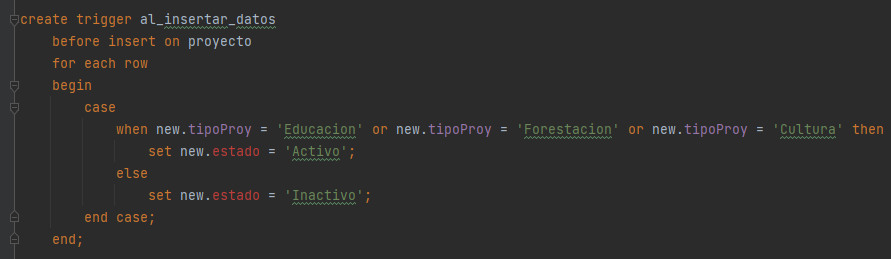 create trigger al_insertar_datos
    before insert on proyecto
    for each row
    begin
        case
            when new.tipoProy = 'Educacion' or new.tipoProy = 'Forestacion' or new.tipoProy = 'Cultura' then
                set new.estado = 'Activo';
            else
                set new.estado = 'Inactivo';
        end case;
    end;